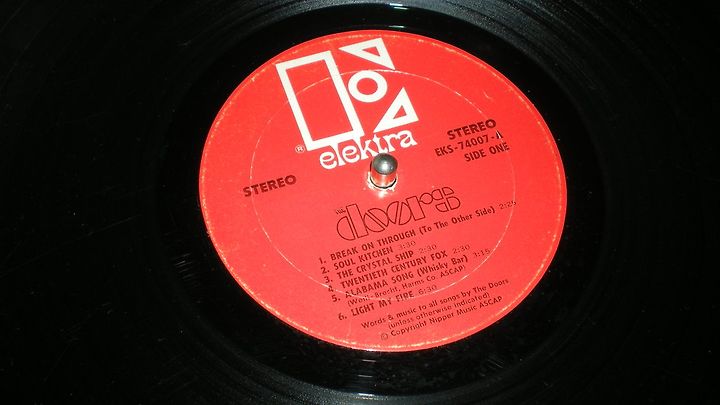 ® elektra
STEREO
STEREO
EKS-74007-A
SIDE ONE
THE
doors
1. BREAK ON THROUGH (To The Other Side) 2:25
2. SOUL KITCHEN 3:30
3. THE CRYSTAL SHIP 2:30
4. TWENTIETH CENTURY FOX 2:30
5. ALABAMA SONG (Whisky Bar) 3:15
(Weill, Brecht, Harms Co. ASCAP)
6. LIGHT MY FIRE 6:30
Words & music to all songs by The Doors
(unless otherwise indicated)
© Copyright Nipper Music ASCAP